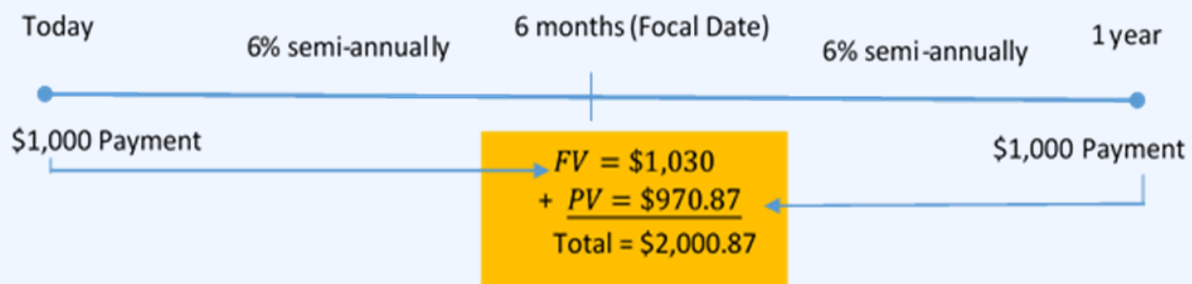 Today
6% semi-annually
6 months (Focal Date)
6% semi-annually
1 year
$1,000 Payment
$1,000 Payment
FV = $1,030
+ PV = $970.87
Total = $2,000.87